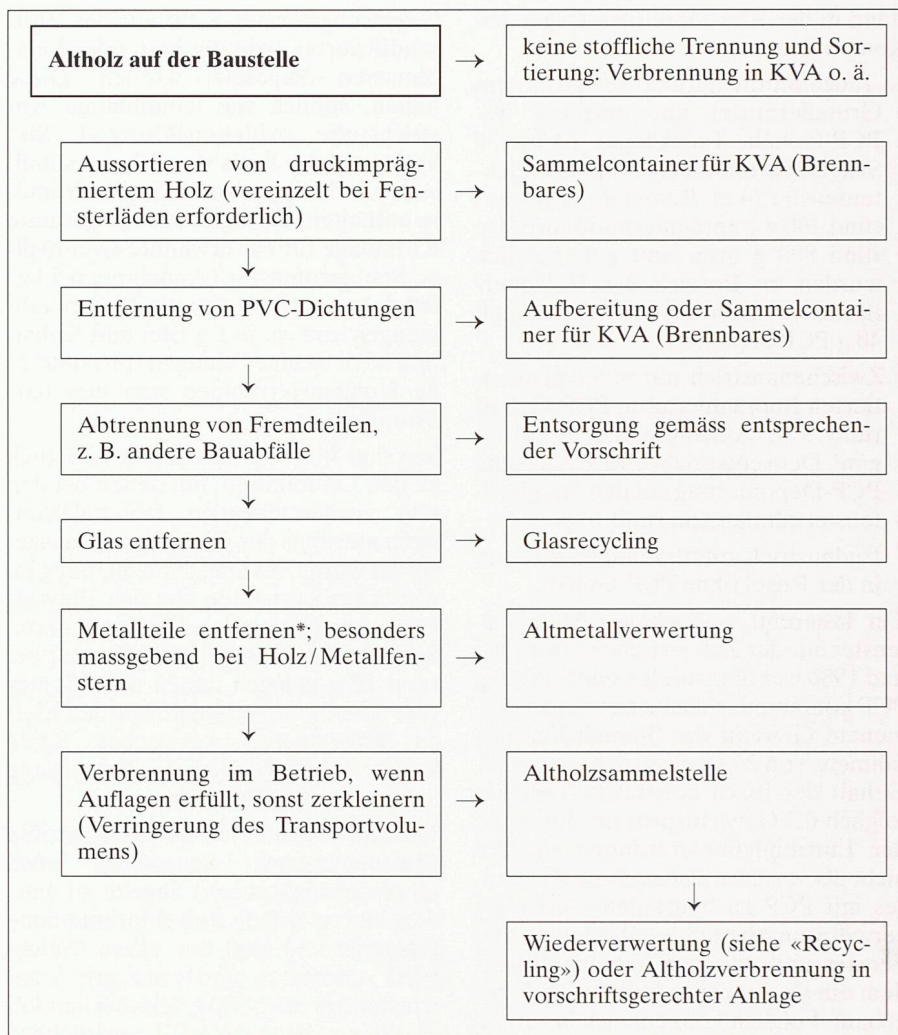 Altholz auf der Baustelle
keine stoffliche Trennung und Sor-
tierung: Verbrennung in KVA o. ä.
Aussortieren von druckimpräg-
niertem Holz (vereinzelt bei Fen-
sterläden erforderlich)
Sammelcontainer für KVA (Brenn-
bares)
Entfernung von PVC-Dichtungen
Aufbereitung oder Sammelcontai-
ner für KVA (Brennbares)
Abtrennung von Fremdteilen,
z. B. andere Bauabfälle
Entsorgung gemäss entsprechen-
der Vorschrift
Glas entfernen
Glasrecycling
Metallteile entfernen*; besonders
massgebend bei Holz/Metallfen-
stern
Altmetallverwertung
Verbrennung im Betrieb, wenn
Auflagen erfüllt, sonst zerkleinern
(Verringerung des Transportvolu-
mens)
Altholzsammelstelle
Wiederverwertung (siehe «Recyc-
ling») oder Altholzverbrennung in
vorschriftsgerechter Anlage